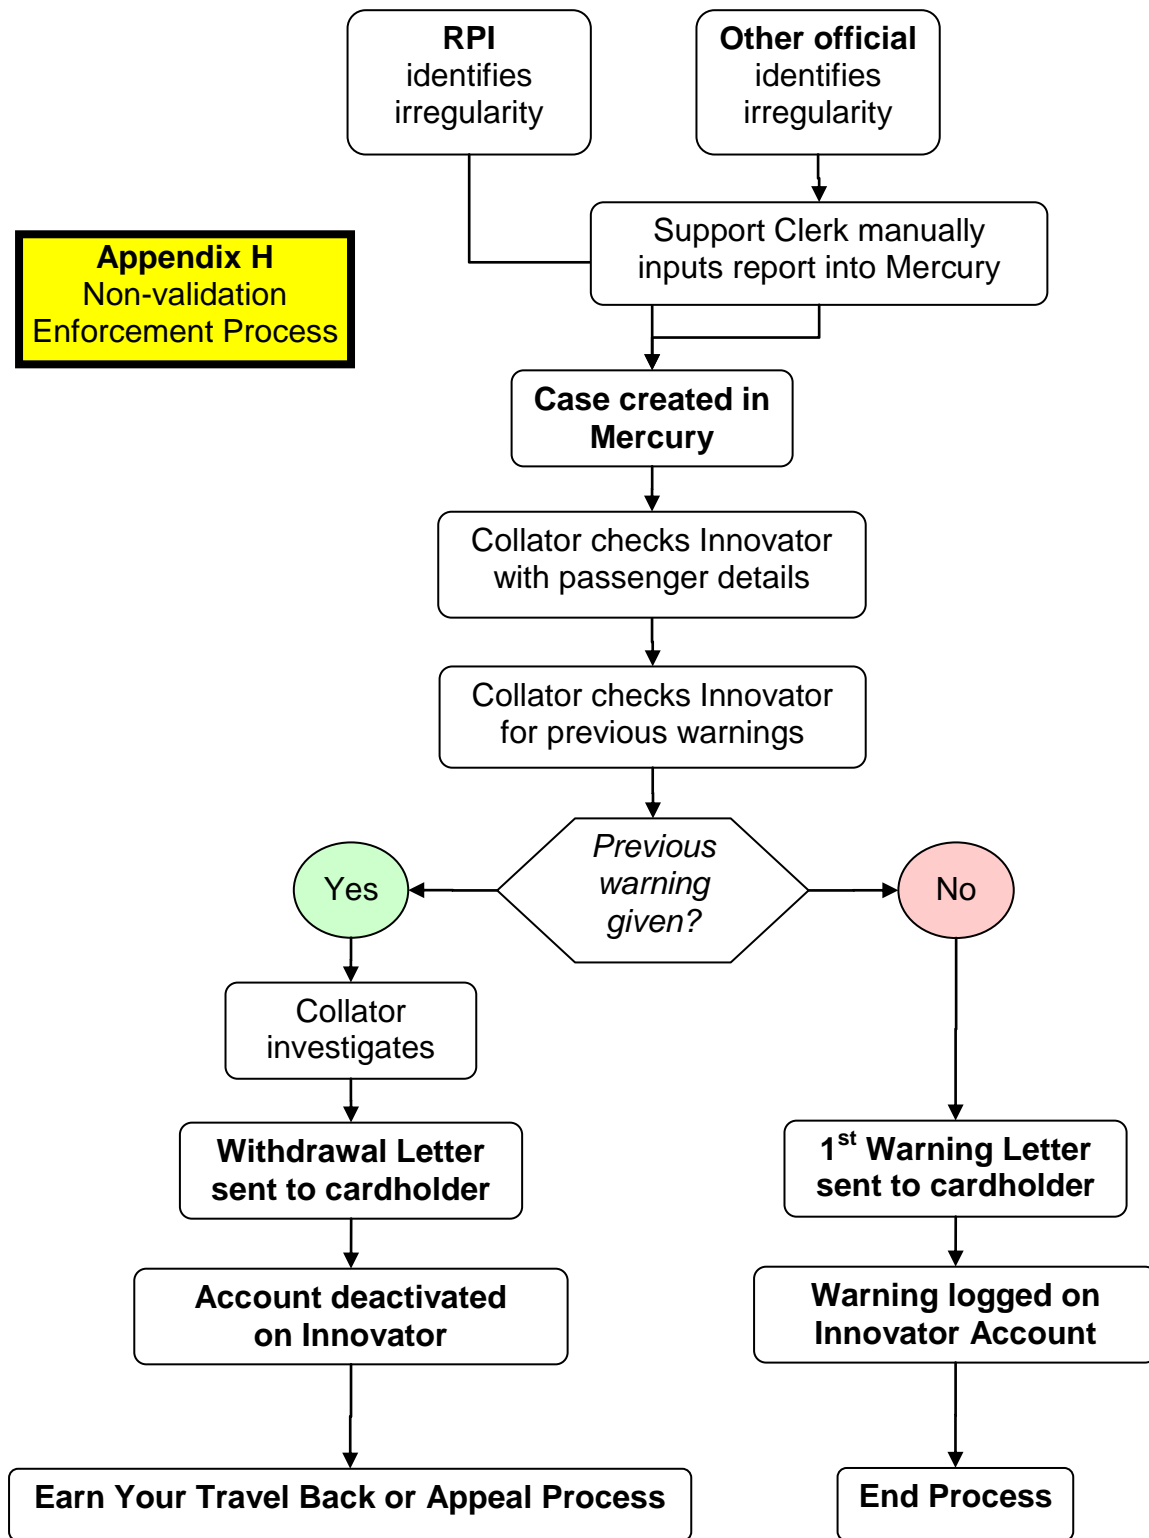 RPI
identifies
irregularity
Other official
identifies
irregularity
Appendix H
Non-validation
Enforcement Process
Support Clerk manually
inputs report into Mercury
Case created in
Mercury
Collator checks Innovator
with passenger details
Collator checks Innovator
for previous warnings
Previous
warning
given?
Yes
No
Collator
investigates
Withdrawal Letter
sent to cardholder
1st Warning Letter
sent to cardholder
Account deactivated
on Innovator
Warning logged on
Innovator Account
Earn Your Travel Back or Appeal Process
End Process